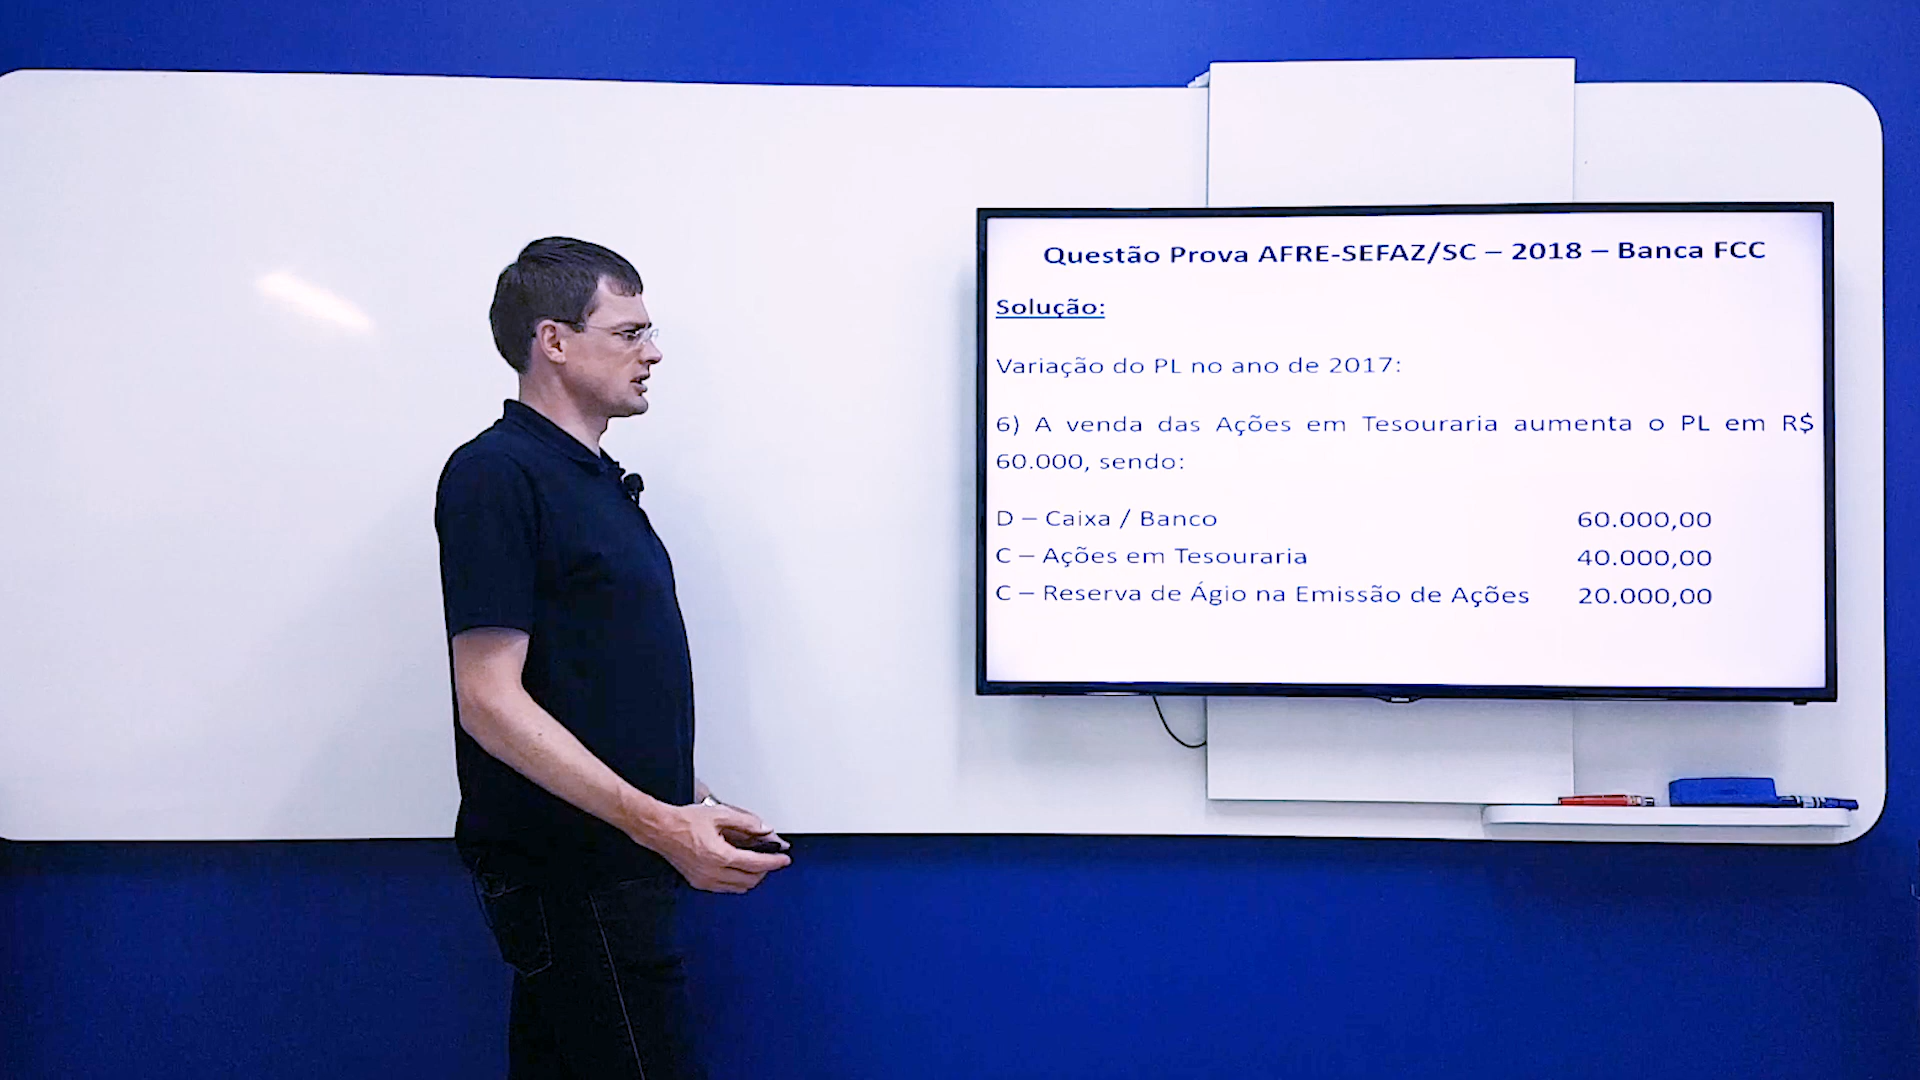 Questão Prova AFRE-SEFAZ/SC – 2018 – Banca FCC
Solução:
Variação do PL no ano de 2017:
6) A venda das Ações em Tesouraria aumenta o PL em R$
60.000, sendo:
D – Caixa / Banco 60.000,00
C – Ações em Tesouraria 40.000,00
C – Reserva de Ágio na Emissão de Ações 20.000,00